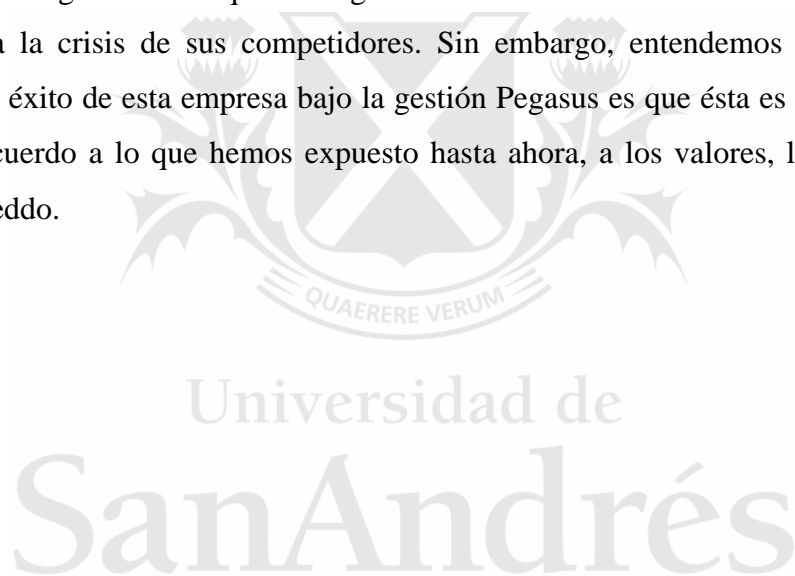 a la crisis de sus competidores. Sin embargo, entendemos
éxito de esta empresa bajo la gestión Pegasus es que ésta es
cuerdo a lo que hemos expuesto hasta ahora, a los valores, l
eddo.
QUAERERE VERUM
Universidad de
SanAndrés